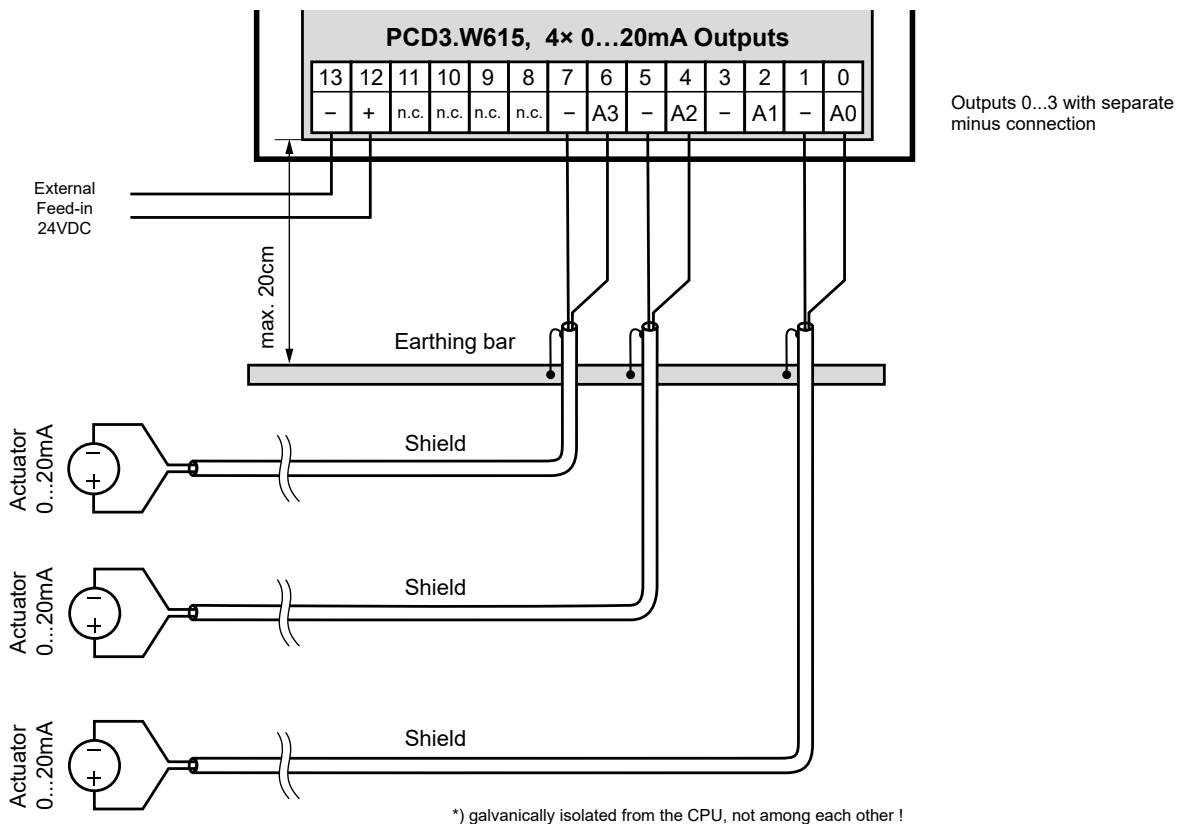 PCD3.W615, 4× 0...20mA Outputs
13 12 11 10 9 8 7 6 5 4 3 2 1 0
− + n.c. n.c. n.c. n.c. − A3 − A2 − A1 − A0
Outputs 0...3 with separate
minus connection
External
Feed-in
24VDC
max. 20cm
Earthing bar
Actuator
0...20mA
− +
Shield
Actuator
0...20mA
− +
Shield
Actuator
0...20mA
− +
Shield
*) galvanically isolated from the CPU, not among each other !